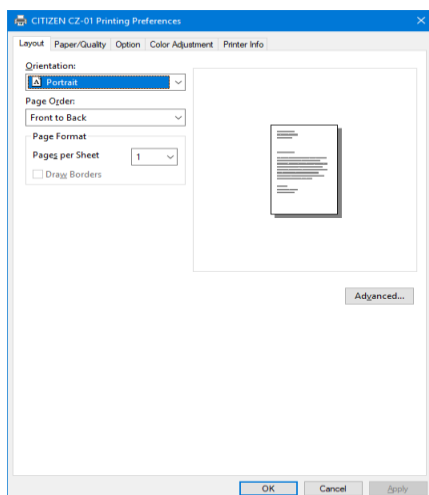 CITIZEN CZ-01 Printing Preferences
Layout Paper/Quality Option Color Adjustment Printer Info
Orientation:
A Portrait
Page Order:
Front to Back
Page Format
Pages per Sheet 1
Draw Borders
Advanced...
OK Cancel Apply